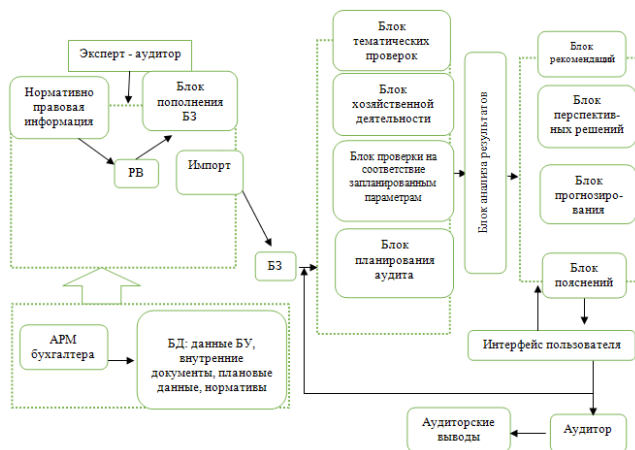 Эксперт - аудитор
Нормативно
правовая
информация
Блок
пополнения
БЗ
РВ
Импорт
БЗ
АРМ
бухгалтера
БД: данные БУ,
внутренние
документы, плановые
данные, нормативы
Блок
тематических
проверок
Блок
хозяйственной
деятельности
Блок проверки на
соответствие
запланированным
параметрам
Блок
планирования
аудита
Блок анализа результатов
Блок
рекомендаций
Блок
перспектив-
ных решений
Блок
прогнозиро-
вания
Блок
пояснений
Интерфейс пользователя
Аудитор
Аудиторские
выводы